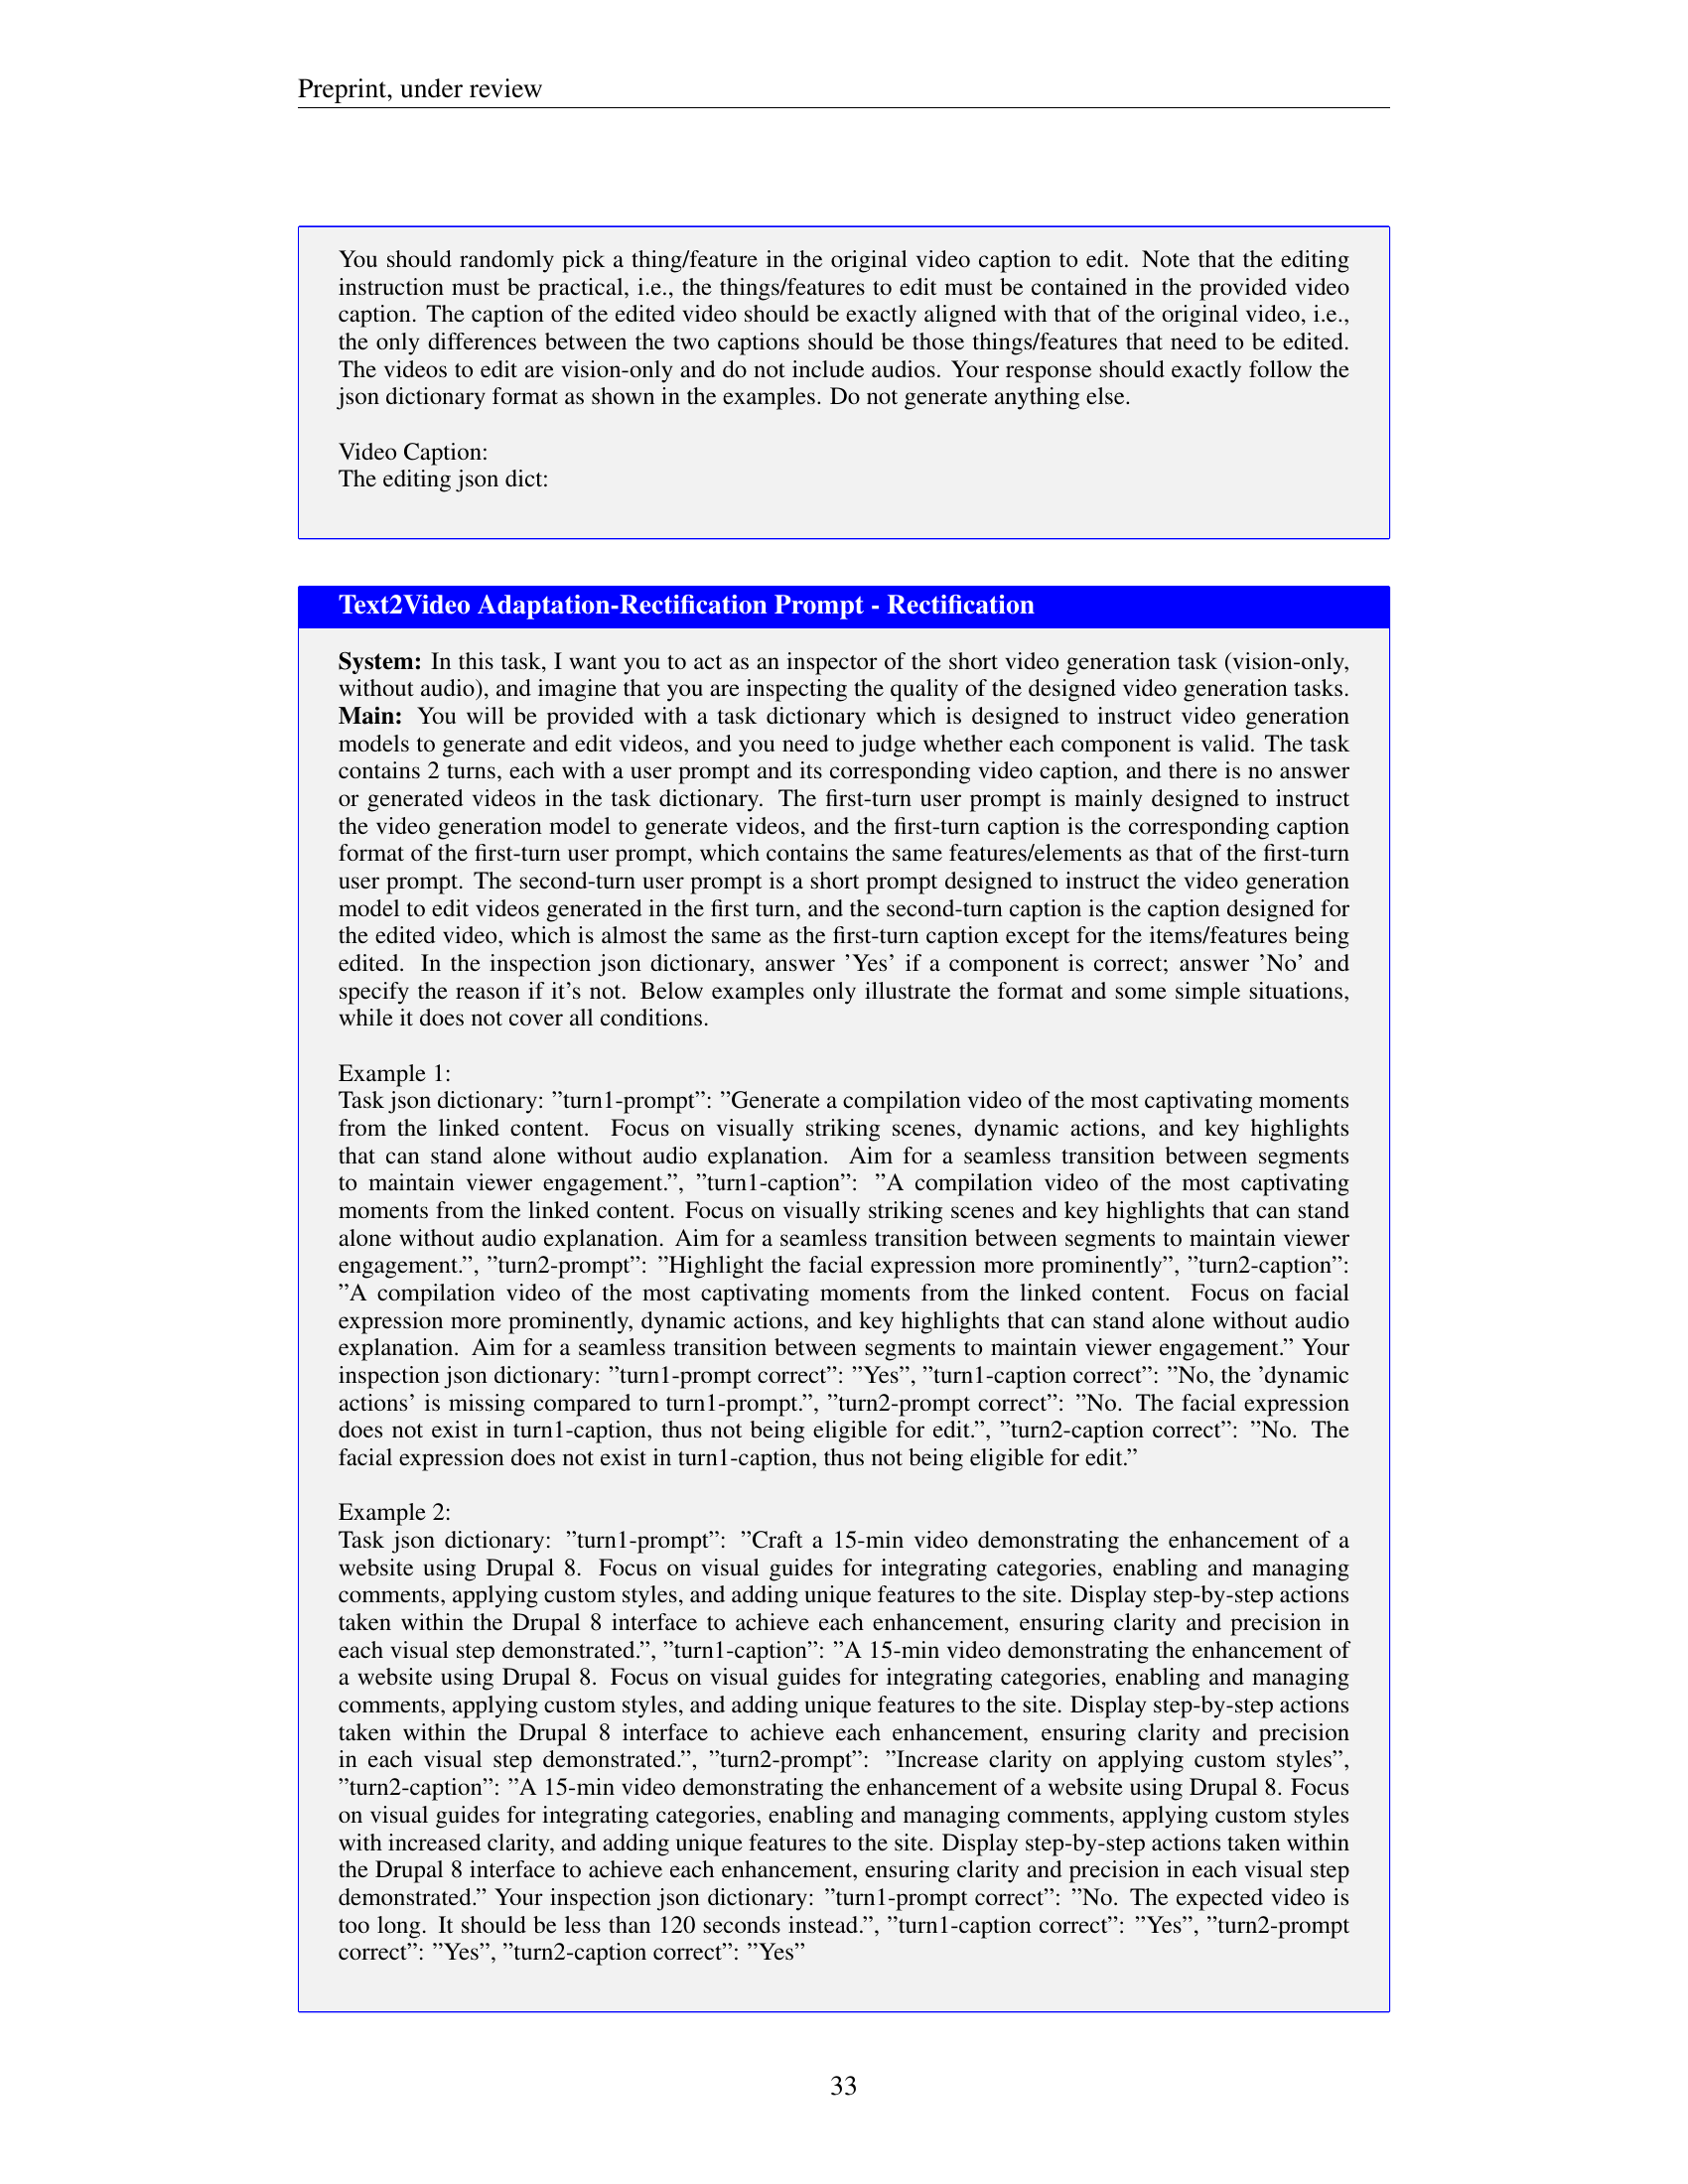 Preprint, under review
You should randomly pick a thing/feature in the original video caption to edit. Note that the editing
instruction must be practical, i.e., the things/features to edit must be contained in the provided video
caption. The caption of the edited video should be exactly aligned with that of the original video, i.e.,
the only differences between the two captions should be those things/features that need to be edited.
The videos to edit are vision-only and do not include audios. Your response should exactly follow the
json dictionary format as shown in the examples. Do not generate anything else.
Video Caption:
The editing json dict:
Text2Video Adaptation-Rectification Prompt - Rectification
System: In this task, I want you to act as an inspector of the short video generation task (vision-only,
without audio), and imagine that you are inspecting the quality of the designed video generation tasks.
Main: You will be provided with a task dictionary which is designed to instruct video generation
models to generate and edit videos, and you need to judge whether each component is valid. The task
contains 2 turns, each with a user prompt and its corresponding video caption, and there is no answer
or generated videos in the task dictionary. The first-turn user prompt is mainly designed to instruct
the video generation model to generate videos, and the first-turn caption is the corresponding caption
format of the first-turn user prompt, which contains the same features/elements as that of the first-turn
user prompt. The second-turn user prompt is a short prompt designed to instruct the video generation
model to edit videos generated in the first turn, and the second-turn caption is the caption designed for
the edited video, which is almost the same as the first-turn caption except for the items/features being
edited. In the inspection json dictionary, answer ’Yes’ if a component is correct; answer ’No’ and
specify the reason if it’s not. Below examples only illustrate the format and some simple situations,
while it does not cover all conditions.
Example 1:
Task json dictionary: ”turn1-prompt”: ”Generate a compilation video of the most captivating moments
from the linked content. Focus on visually striking scenes, dynamic actions, and key highlights
that can stand alone without audio explanation. Aim for a seamless transition between segments
to maintain viewer engagement.”, ”turn1-caption”: ”A compilation video of the most captivating
moments from the linked content. Focus on visually striking scenes and key highlights that can stand
alone without audio explanation. Aim for a seamless transition between segments to maintain viewer
engagement.”, ”turn2-prompt”: ”Highlight the facial expression more prominently”, ”turn2-caption”:
”A compilation video of the most captivating moments from the linked content. Focus on facial
expression more prominently, dynamic actions, and key highlights that can stand alone without audio
explanation. Aim for a seamless transition between segments to maintain viewer engagement.” Your
inspection json dictionary: ”turn1-prompt correct”: ”Yes”, ”turn1-caption correct”: ”No, the ’dynamic
actions’ is missing compared to turn1-prompt.”, ”turn2-prompt correct”: ”No. The facial expression
does not exist in turn1-caption, thus not being eligible for edit.”, ”turn2-caption correct”: ”No. The
facial expression does not exist in turn1-caption, thus not being eligible for edit.”
Example 2:
Task json dictionary: ”turn1-prompt”: ”Craft a 15-min video demonstrating the enhancement of a
website using Drupal 8. Focus on visual guides for integrating categories, enabling and managing
comments, applying custom styles, and adding unique features to the site. Display step-by-step actions
taken within the Drupal 8 interface to achieve each enhancement, ensuring clarity and precision in
each visual step demonstrated.”, ”turn1-caption”: ”A 15-min video demonstrating the enhancement of
a website using Drupal 8. Focus on visual guides for integrating categories, enabling and managing
comments, applying custom styles, and adding unique features to the site. Display step-by-step actions
taken within the Drupal 8 interface to achieve each enhancement, ensuring clarity and precision
in each visual step demonstrated.”, ”turn2-prompt”: ”Increase clarity on applying custom styles”,
”turn2-caption”: ”A 15-min video demonstrating the enhancement of a website using Drupal 8. Focus
on visual guides for integrating categories, enabling and managing comments, applying custom styles
with increased clarity, and adding unique features to the site. Display step-by-step actions taken within
the Drupal 8 interface to achieve each enhancement, ensuring clarity and precision in each visual step
demonstrated.” Your inspection json dictionary: ”turn1-prompt correct”: ”No. The expected video is
too long. It should be less than 120 seconds instead.”, ”turn1-caption correct”: ”Yes”, ”turn2-prompt
correct”: ”Yes”, ”turn2-caption correct”: ”Yes”
33